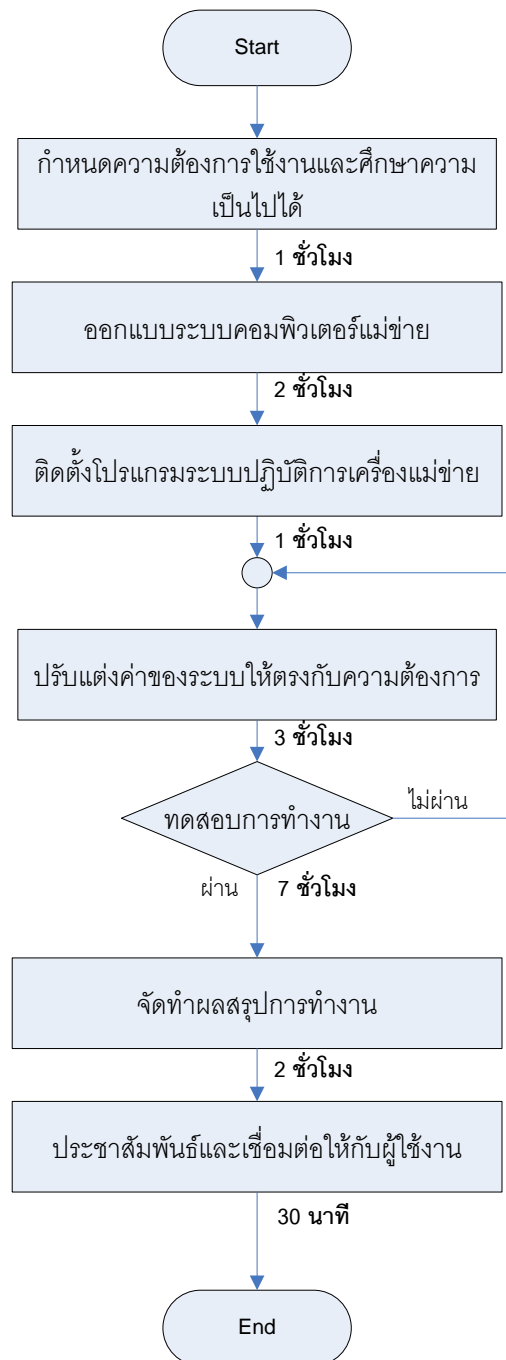 Start
กำหนดความต้องการใช้งานและศึกษาความ
เป็นไปได้
1 ชั่วโมง
ออกแบบระบบคอมพิวเตอร์แม่ข่าย
2 ชั่วโมง
ติดตั้งโปรแกรมระบบปฏิบัติการเครื่องแม่ข่าย
1 ชั่วโมง
ปรับแต่งค่าของระบบให้ตรงกับความต้องการ
3 ชั่วโมง
ทดสอบการทำงาน
ไม่ผ่าน
ผ่าน
7 ชั่วโมง
จัดทำผลสรุปการทำงาน
2 ชั่วโมง
ประชาสัมพันธ์และเชื่อมต่อให้กับผู้ใช้งาน
30 นาที
End